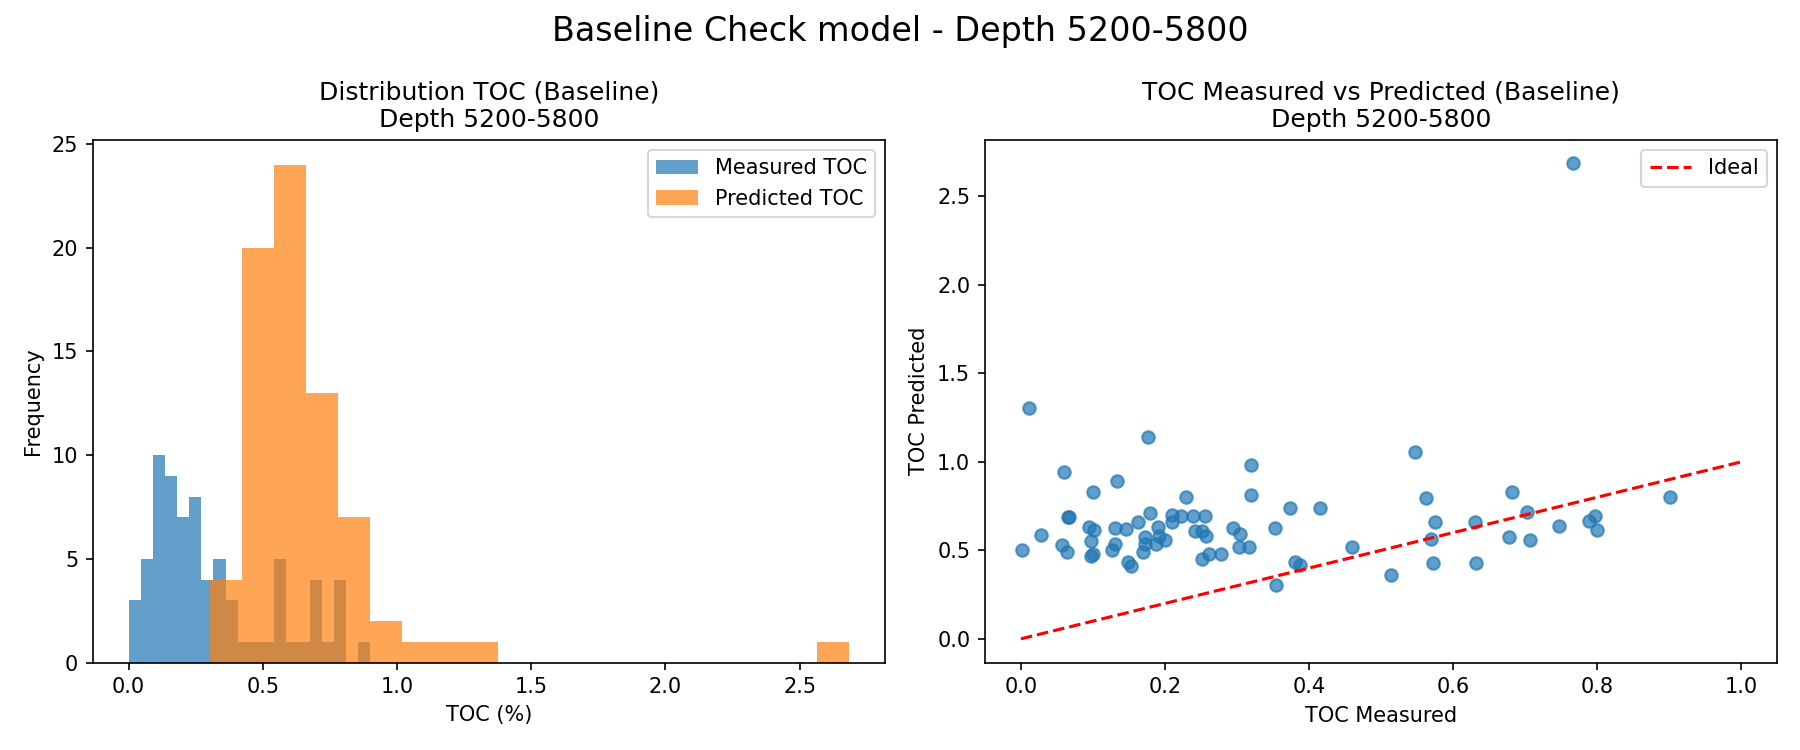 Baseline Check model - Depth 5200-5800
Distribution TOC (Baseline)
Depth 5200-5800
25
20
15
10
5
0
Frequency
Measured TOC
Predicted TOC
0.0 0.5 1.0 1.5 2.0 2.5
TOC (%)
TOC Measured vs Predicted (Baseline)
Depth 5200-5800
2.5
2.0
1.5
1.0
0.5
0.0
TOC Predicted
Ideal
0.0 0.2 0.4 0.6 0.8 1.0
TOC Measured